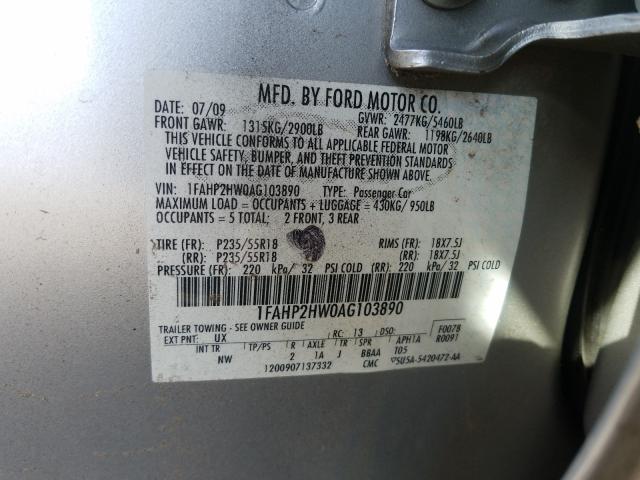 MFD. BY FORD MOTOR CO.
DATE: 07/09 GVWR: 2477KG/5460LB
FRONT GAWR: 1315KG/2900LB REAR GAWR: 1198KG/2640LB
THIS VEHICLE CONFORMS TO ALL APPLICABLE FEDERAL MOTOR
VEHICLE SAFETY, BUMPER, AND THEFT PREVENTION STANDARDS
IN EFFECT ON THE DATE OF MANUFACTURE SHOWN ABOVE.
VIN: 1FAHP2HW0AG103890 TYPE: Passenger Car
MAXIMUM LOAD = OCCUPANTS + LUGGAGE = 430KG/950LB
OCCUPANTS = 5 TOTAL: 2 FRONT, 3 REAR
TIRE (FR): P235/55R18 RIMS (FR): 18X7.5J
(RR): P235/55R18 (RR): 18X7.5J
PRESSURE (FR): 220 kPa/ 32 PSI COLD (RR): 220 kPa/ 32 PSI COLD
1FAHP2HW0AG103890
TRAILER TOWING - SEE OWNER GUIDE
EXT PNT: UX RC: 13 DSO: F0078
R0091
INT TR TP/PS R AXLE TR SPR APH1A
NW 2 1A J BBAA T05
1200907137332 CMC 5U5A-5420472-AA